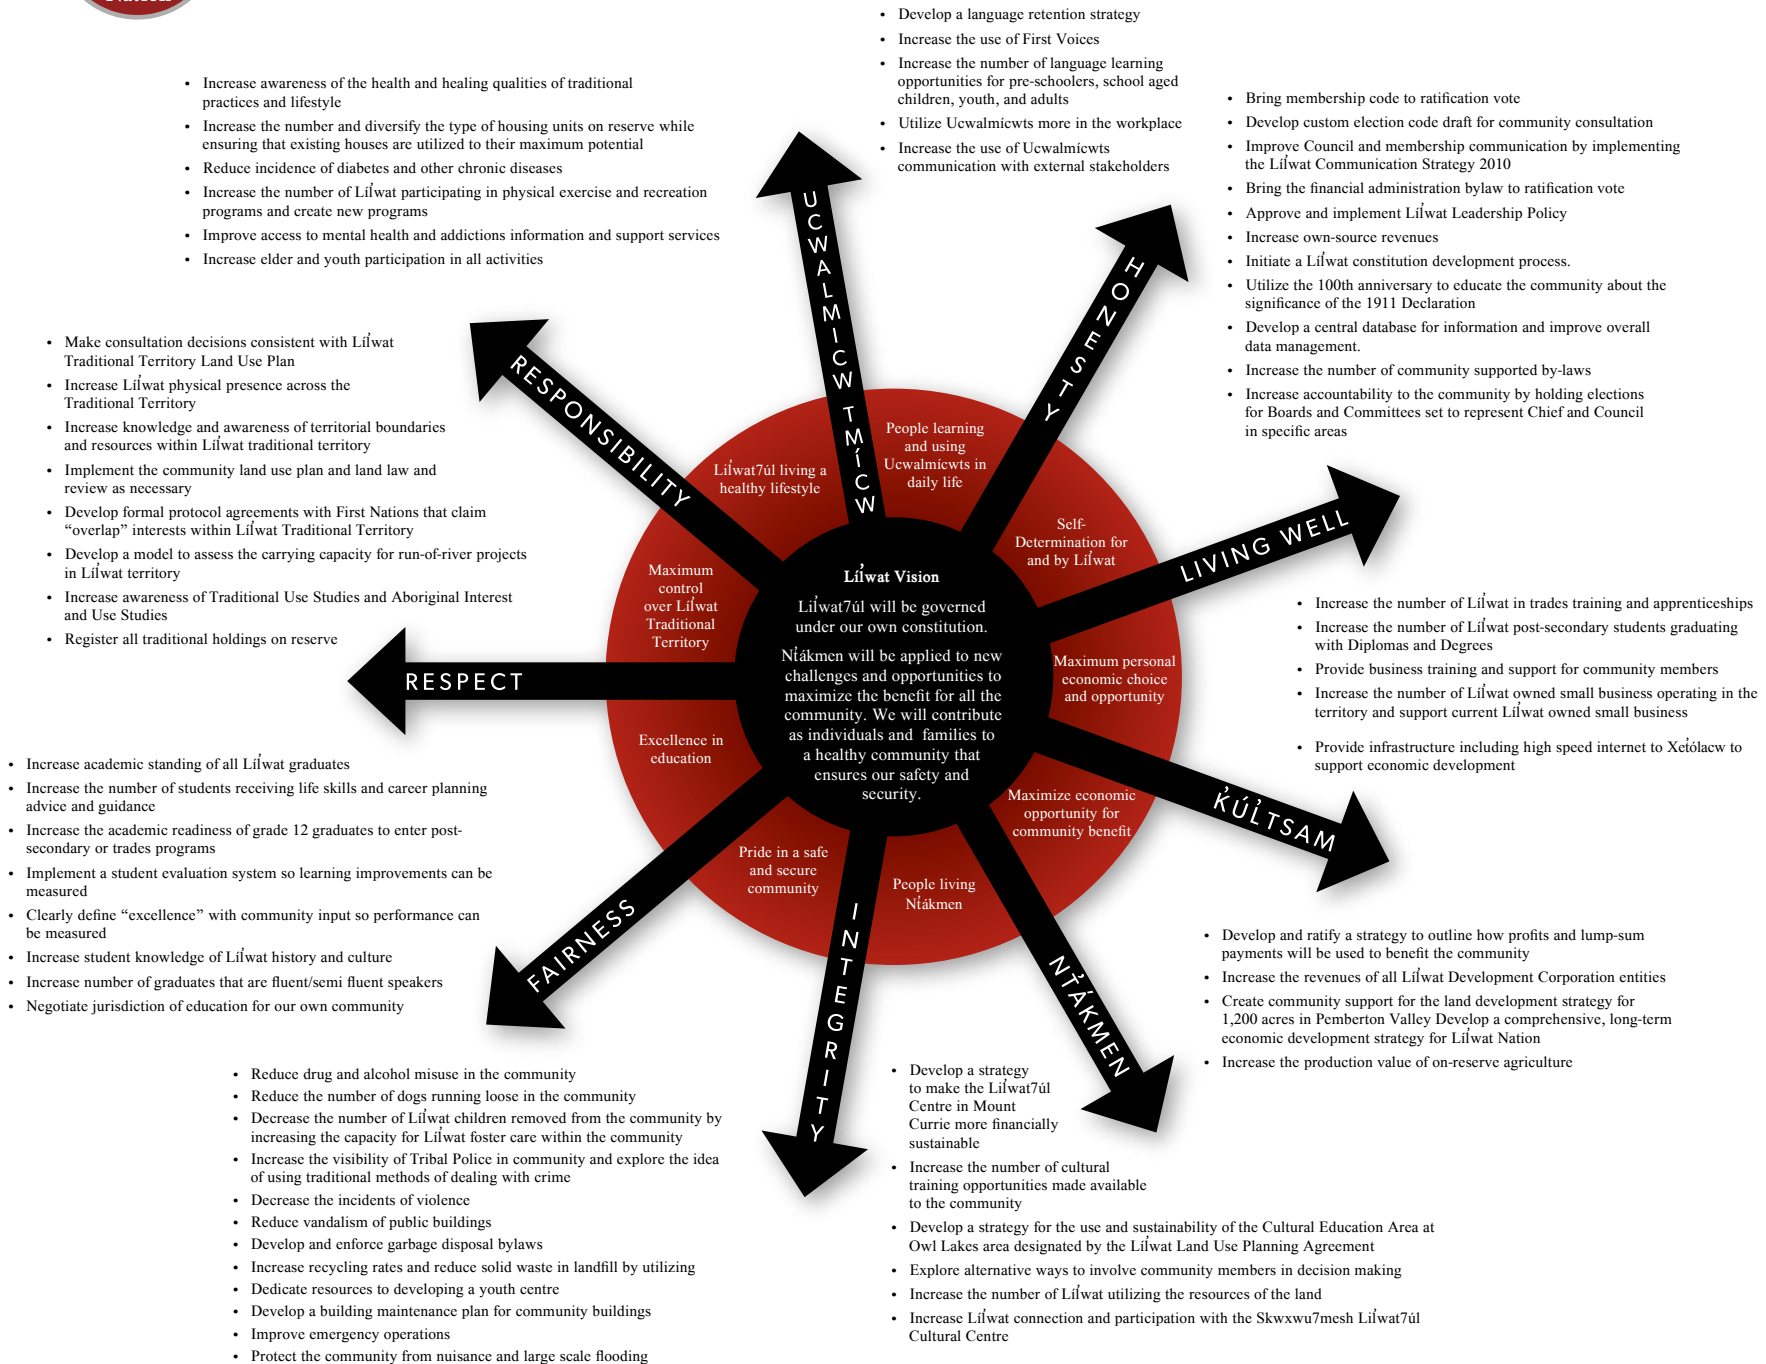 Nation
• Develop a language retention strategy
• Increase the use of First Voices
• Increase the number of language learning
opportunities for pre-schoolers, school aged
children, youth, and adults
• Utilize Ucwalmícwts more in the workplace
• Increase the use of Ucwalmícwts
communication with external stakeholders
• Increase awareness of the health and healing qualities of traditional
practices and lifestyle
• Increase the number and diversify the type of housing units on reserve while
ensuring that existing houses are utilized to their maximum potential
• Reduce incidence of diabetes and other chronic diseases
• Increase the number of Líl̓wat participating in physical exercise and recreation
programs and create new programs
• Improve access to mental health and addictions information and support services
• Increase elder and youth participation in all activities
• Bring membership code to ratification vote
• Develop custom election code draft for community consultation
• Improve Council and membership communication by implementing
the Líl̓wat Communication Strategy 2010
• Bring the financial administration bylaw to ratification vote
• Approve and implement Líl̓wat Leadership Policy
• Increase own-source revenues
• Initiate a Líl̓wat constitution development process.
• Utilize the 100th anniversary to educate the community about the
significance of the 1911 Declaration
• Develop a central database for information and improve overall
data management.
• Increase the number of community supported by-laws
• Increase accountability to the community by holding elections
for Boards and Committees set to represent Chief and Council
in specific areas
• Make consultation decisions consistent with Líl̓wat
Traditional Territory Land Use Plan
• Increase Líl̓wat physical presence across the
Traditional Territory
• Increase knowledge and awareness of territorial boundaries
and resources within Líl̓wat traditional territory
• Implement the community land use plan and land law and
review as necessary
• Develop formal protocol agreements with First Nations that claim
“overlap” interests within Líl̓wat Traditional Territory
• Develop a model to assess the carrying capacity for run-of-river projects
in Líl̓wat territory
• Increase awareness of Traditional Use Studies and Aboriginal Interest
and Use Studies
• Register all traditional holdings on reserve
UCWALMICW TMÍCW
HONESTY
LIVING WELL
K̓ÚL̓TSAM
NT̓ÁKMEN
INTEGRITY
FAIRNESS
RESPECT
RESPONSIBILITY
Lil̓wat7úl living a
healthy lifestyle
People learning
and using
Ucwalmícwts in
daily life
Self-
Determination for
and by Líl̓wat
Maximum personal
economic choice
and opportunity
Maximize economic
opportunity for
community benefit
People living
Nt̓ákmen
Pride in a safe
and secure
community
Excellence in
education
Maximum
control
over Líl̓wat
Traditional
Territory
Líl̓wat Vision
Lil̓wat7úl will be governed
under our own constitution.
Nt̓ákmen will be applied to new
challenges and opportunities to
maximize the benefit for all the
community. We will contribute
as individuals and families to
a healthy community that
ensures our safety and
security.
• Increase the number of Líl̓wat in trades training and apprenticeships
• Increase the number of Líl̓wat post-secondary students graduating
with Diplomas and Degrees
• Provide business training and support for community members
• Increase the number of Líl̓wat owned small business operating in the
territory and support current Líl̓wat owned small business
• Provide infrastructure including high speed internet to Xet̓ólacw to
support economic development
• Increase academic standing of all Líl̓wat graduates
• Increase the number of students receiving life skills and career planning
advice and guidance
• Increase the academic readiness of grade 12 graduates to enter post-
secondary or trades programs
• Implement a student evaluation system so learning improvements can be
measured
• Clearly define “excellence” with community input so performance can
be measured
• Increase student knowledge of Líl̓wat history and culture
• Increase number of graduates that are fluent/semi fluent speakers
• Negotiate jurisdiction of education for our own community
• Develop and ratify a strategy to outline how profits and lump-sum
payments will be used to benefit the community
• Increase the revenues of all Líl̓wat Development Corporation entities
• Create community support for the land development strategy for
1,200 acres in Pemberton Valley Develop a comprehensive, long-term
economic development strategy for Líl̓wat Nation
• Increase the production value of on-reserve agriculture
• Reduce drug and alcohol misuse in the community
• Reduce the number of dogs running loose in the community
• Decrease the number of Líl̓wat children removed from the community by
increasing the capacity for Líl̓wat foster care within the community
• Increase the visibility of Tribal Police in community and explore the idea
of using traditional methods of dealing with crime
• Decrease the incidents of violence
• Reduce vandalism of public buildings
• Develop and enforce garbage disposal bylaws
• Increase recycling rates and reduce solid waste in landfill by utilizing
• Dedicate resources to developing a youth centre
• Develop a building maintenance plan for community buildings
• Improve emergency operations
• Protect the community from nuisance and large scale flooding
• Develop a strategy
to make the Lil̓wat7úl
Centre in Mount
Currie more financially
sustainable
• Increase the number of cultural
training opportunities made available
to the community
• Develop a strategy for the use and sustainability of the Cultural Education Area at
Owl Lakes area designated by the Líl̓wat Land Use Planning Agreement
• Explore alternative ways to involve community members in decision making
• Increase the number of Líl̓wat utilizing the resources of the land
• Increase Líl̓wat connection and participation with the Skwxwu7mesh Lil̓wat7úl
Cultural Centre